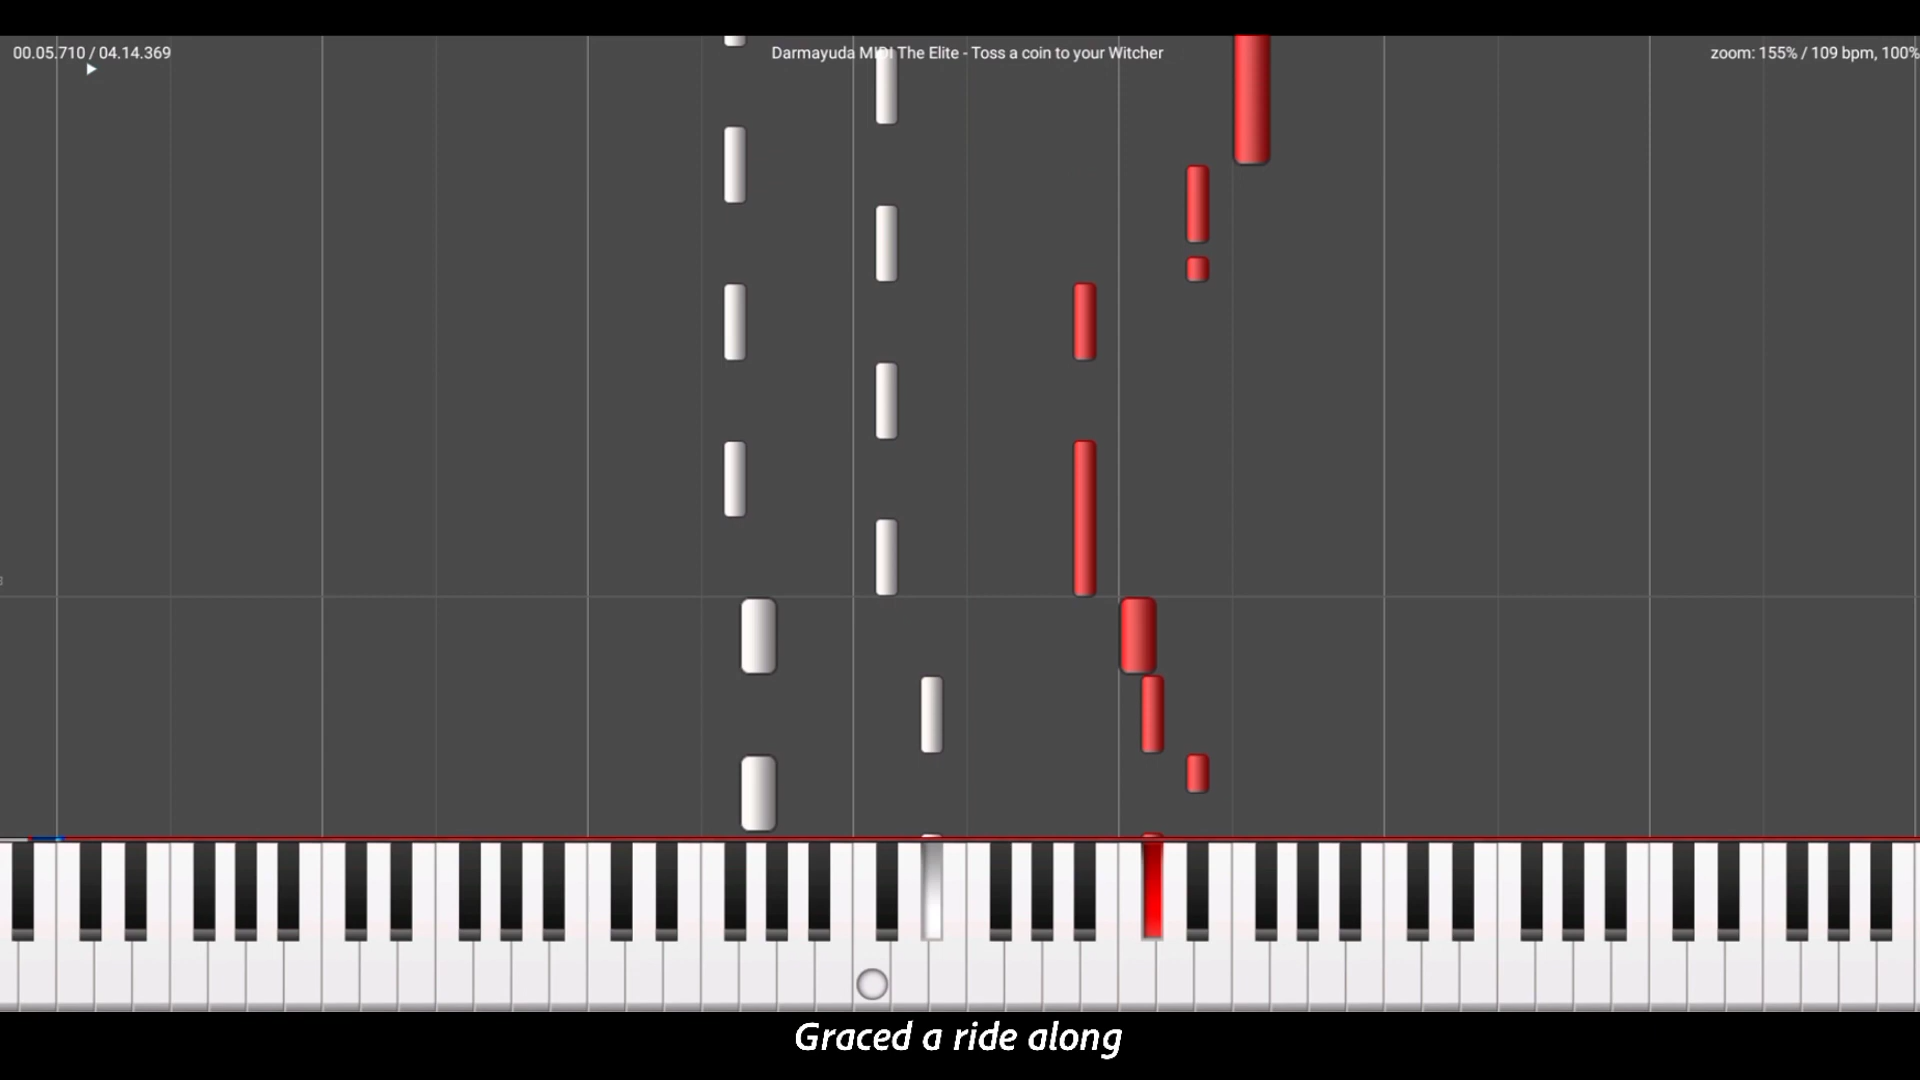 00.05.710 / 04.14.369
Darmayuda MIDI The Elite - Toss a coin to your Witcher
zoom: 155% / 109 bpm, 100%
Graced a ride along